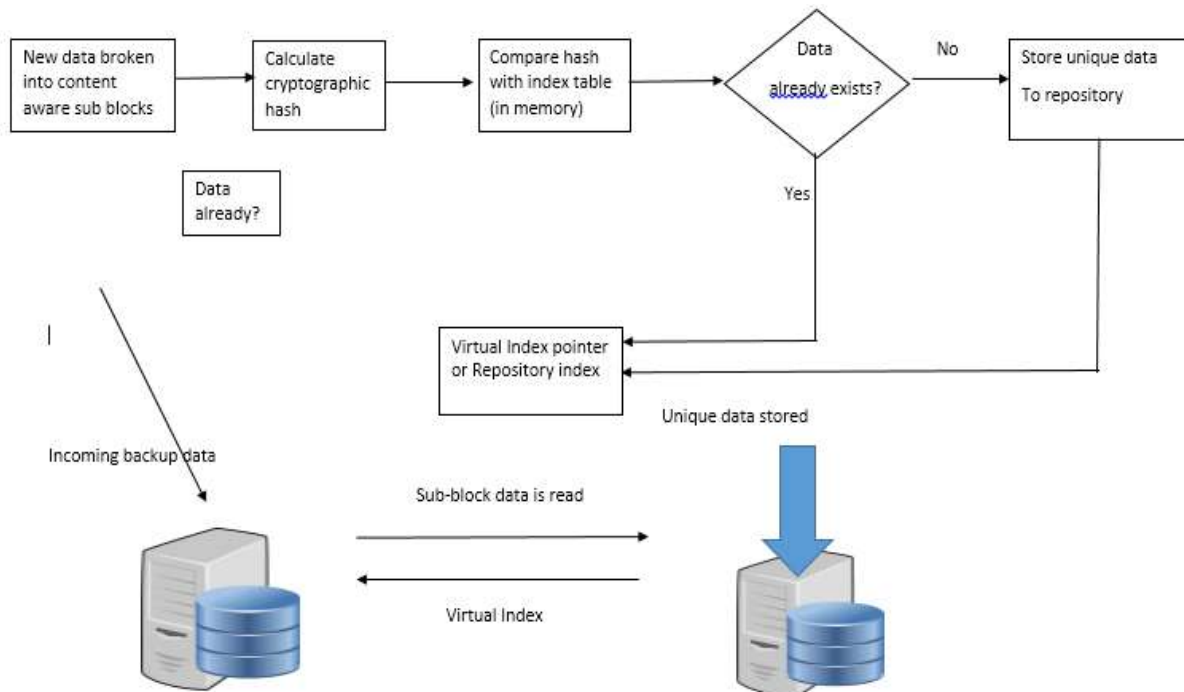 New data broken
into content
aware sub blocks
Calculate
cryptographic
hash
Compare hash
with index table
(in memory)
Data
already exists?
No
Store unique data
To repository
Yes
Data
already?
Virtual Index pointer
or Repository index
Unique data stored
Incoming backup data
Sub-block data is read
Virtual Index